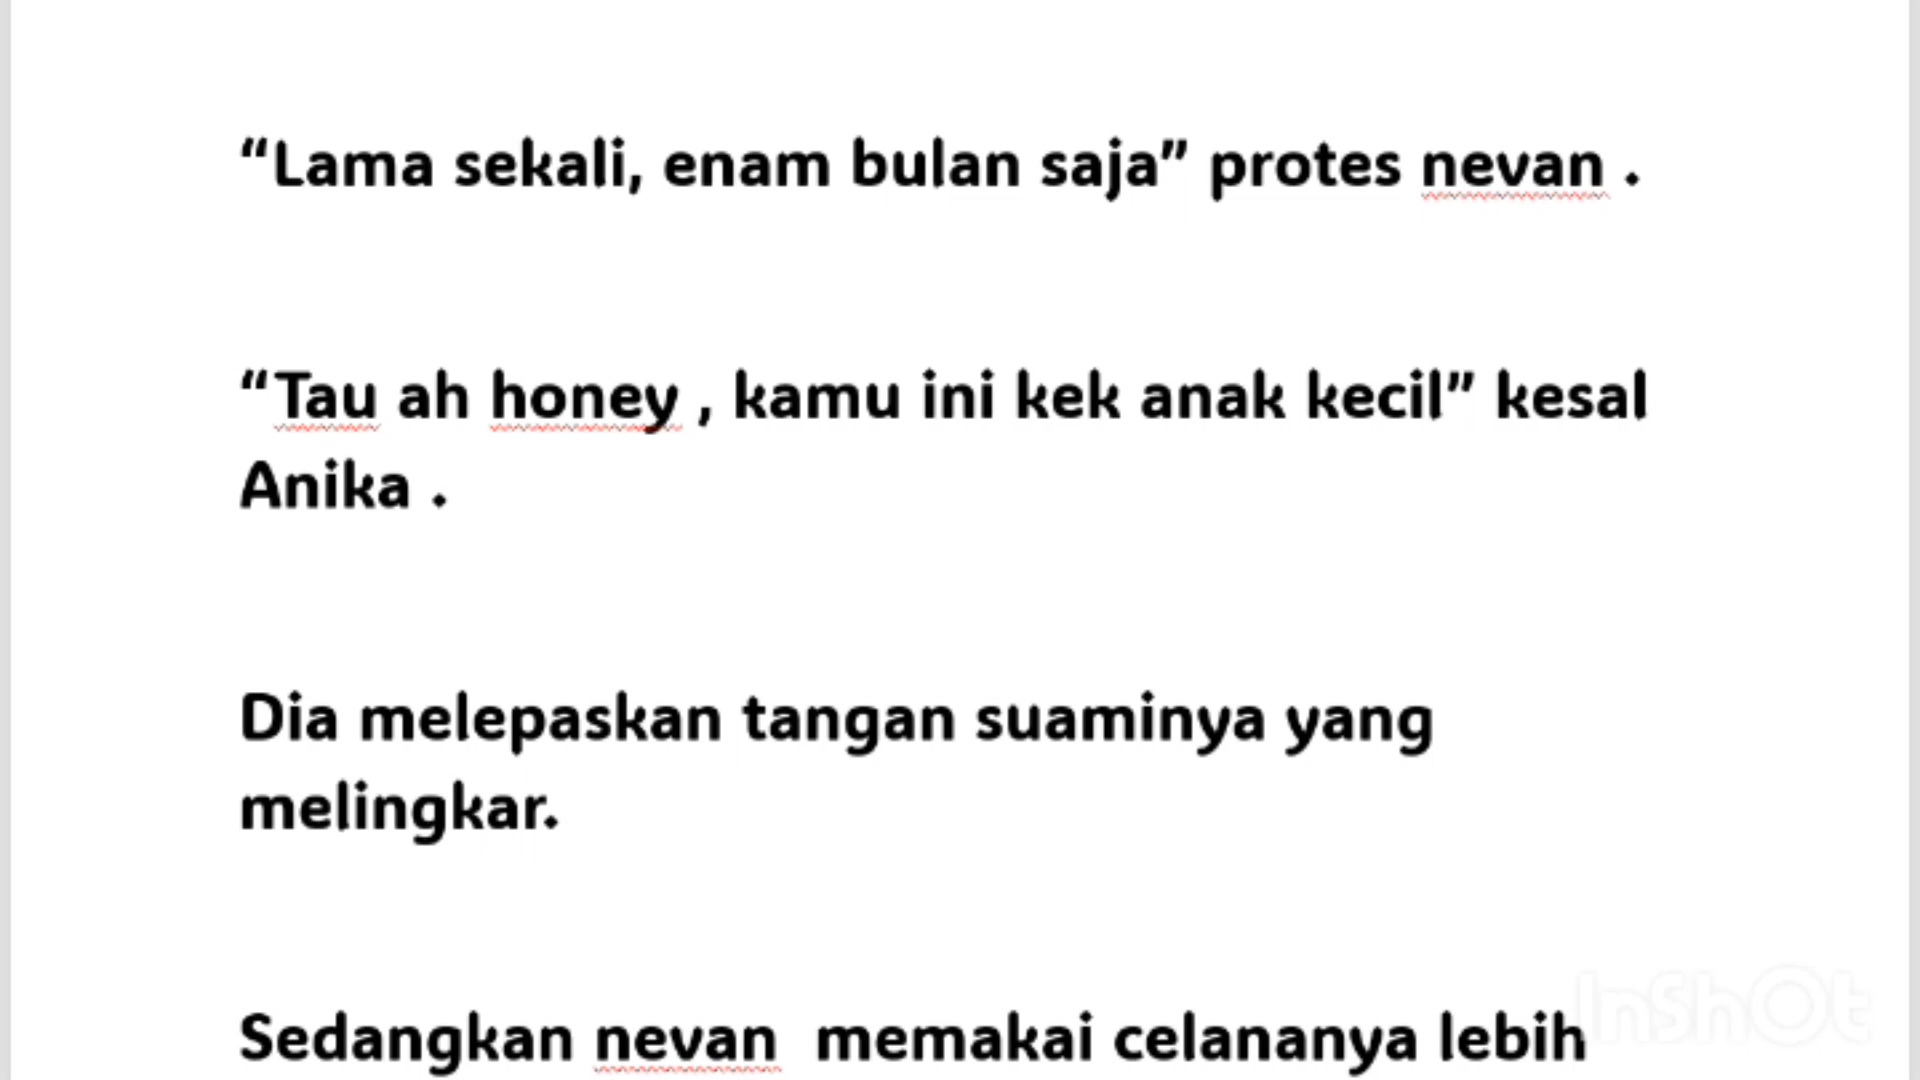 “Lama sekali, enam bulan saja” protes nevan .
“Tau ah honey , kamu ini kek anak kecil” kesal
Anika .
Dia melepaskan tangan suaminya yang
melingkar.
Sedangkan nevan  memakai celananya lebih
InShOt